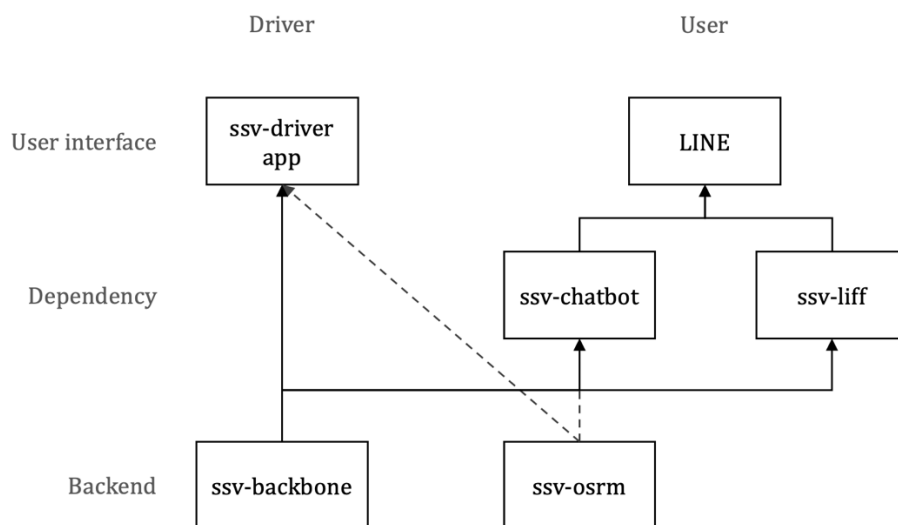 Driver
User
User interface
ssv-driver
app
LINE
Dependency
ssv-chatbot
ssv-liff
Backend
ssv-backbone
ssv-osrm